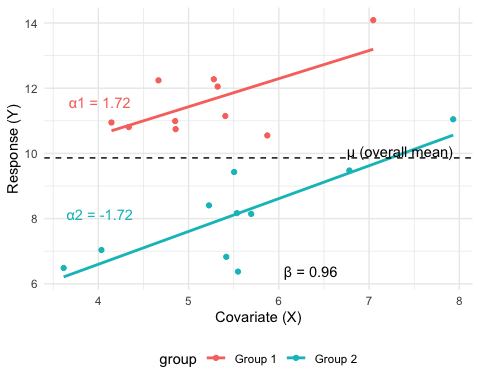 14
12
10
8
6
Response (Y)
α1 = 1.72
μ (overall mean)
α2 = -1.72
β = 0.96
4 5 6 7 8
Covariate (X)
group Group 1 Group 2